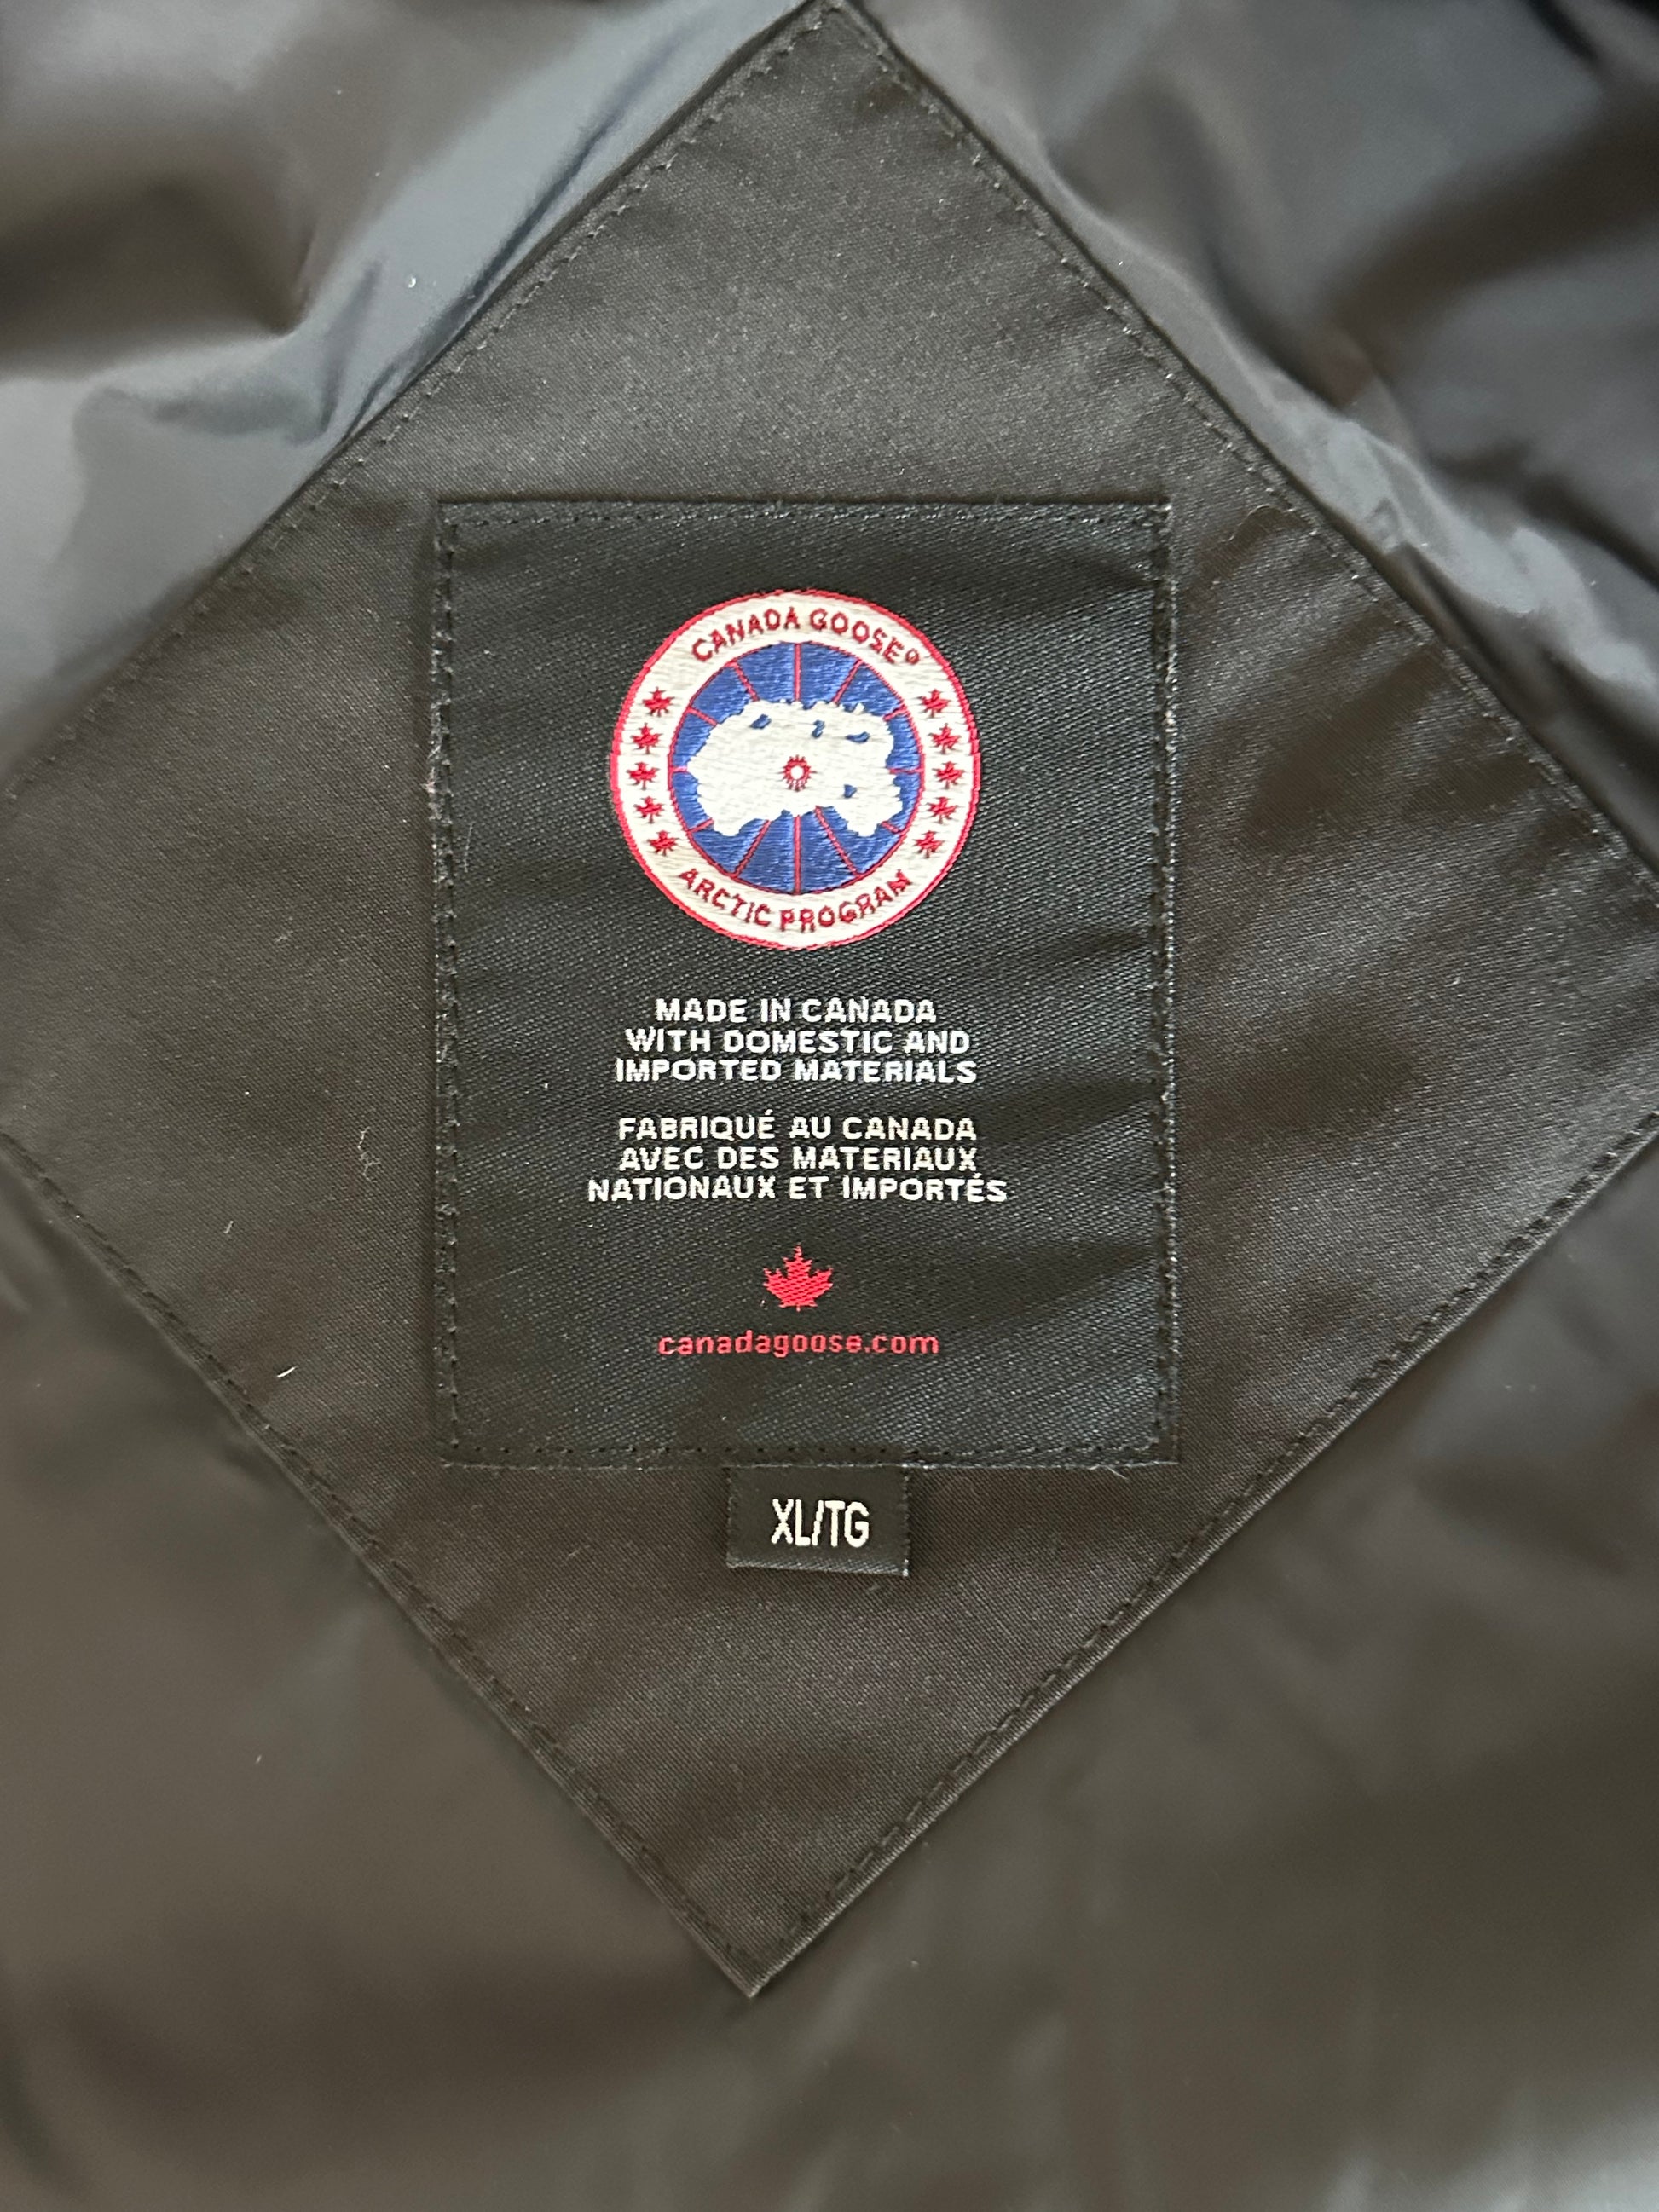 CANADA GOOSE®
ARCTIC PROGRAM
MADE IN CANADA
WITH DOMESTIC AND
IMPORTED MATERIALS
FABRIQUÉ AU CANADA
AVEC DES MATERIAUX
NATIONAUX ET IMPORTÉS
canadagoose.com
XL/TG